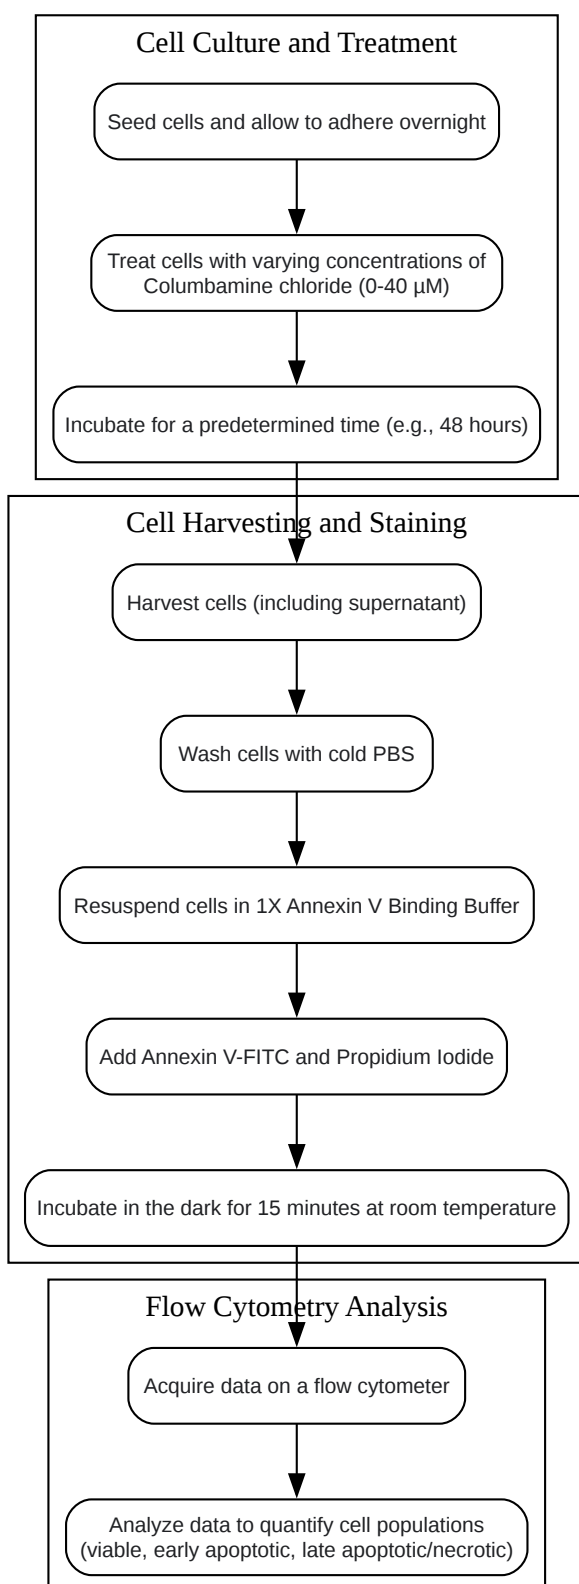 Cell Culture and Treatment
Seed cells and allow to adhere overnight
Treat cells with varying concentrations of
Columbamine chloride (0-40 µM)
Incubate for a predetermined time (e.g., 48 hours)
Cell Harvesting and Staining
Harvest cells (including supernatant)
Wash cells with cold PBS
Resuspend cells in 1X Annexin V Binding Buffer
Add Annexin V-FITC and Propidium Iodide
Incubate in the dark for 15 minutes at room temperature
Flow Cytometry Analysis
Acquire data on a flow cytometer
Analyze data to quantify cell populations
(viable, early apoptotic, late apoptotic/necrotic)